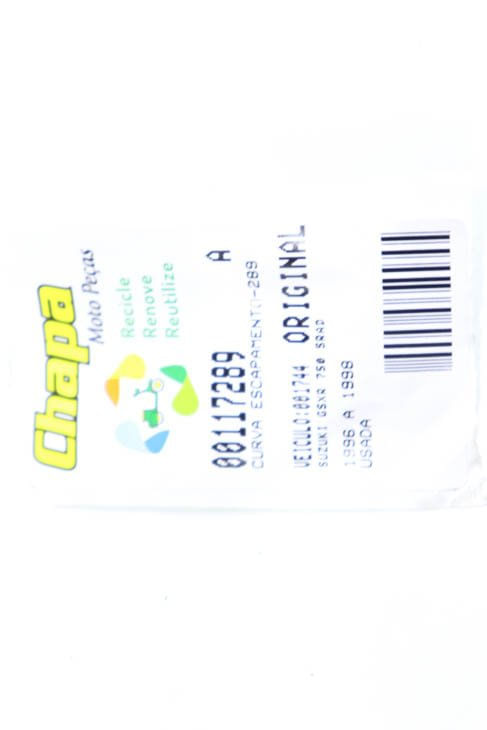 Chapa
Moto Peças
Recicle
Renove
Reutilize
00117289 A
CURVA ESCAPAMENTO-289
VEICULO:001744 ORIGINAL
SUZUKI GSXR 750 SRAD
1996 A 1998
USADA